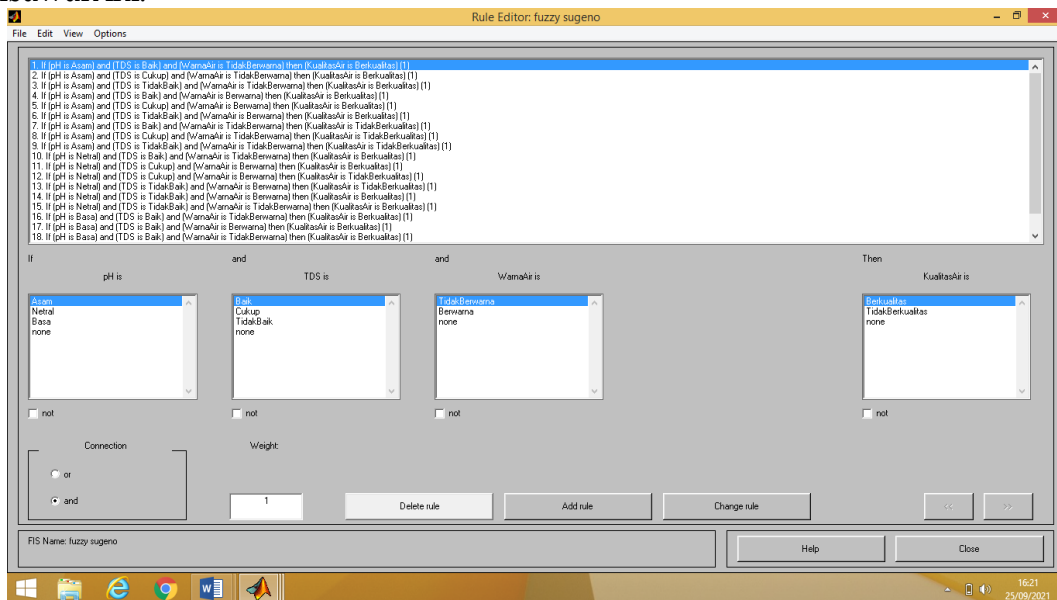 Rule Editor: fuzzy sugeno
File Edit View Options
1. If (pH is Asam) and (TDS is Baik) and (WarnaAir is TidakBerwarna) then (KualitasAir is Berkualitas) (1)
2. If (pH is Asam) and (TDS is Cukup) and (WarnaAir is TidakBerwarna) then (KualitasAir is Berkualitas) (1)
3. If (pH is Asam) and (TDS is TidakBaik) and (WarnaAir is TidakBerwarna) then (KualitasAir is Berkualitas) (1)
4. If (pH is Asam) and (TDS is Baik) and (WarnaAir is Berwarna) then (KualitasAir is Berkualitas) (1)
5. If (pH is Asam) and (TDS is Cukup) and (WarnaAir is Berwarna) then (KualitasAir is Berkualitas) (1)
6. If (pH is Asam) and (TDS is TidakBaik) and (WarnaAir is Berwarna) then (KualitasAir is Berkualitas) (1)
7. If (pH is Asam) and (TDS is Baik) and (WarnaAir is Berwarna) then (KualitasAir is TidakBerkualitas) (1)
8. If (pH is Asam) and (TDS is Cukup) and (WarnaAir is Berwarna) then (KualitasAir is TidakBerkualitas) (1)
9. If (pH is Asam) and (TDS is TidakBaik) and (WarnaAir is Berwarna) then (KualitasAir is TidakBerkualitas) (1)
10. If (pH is Netral) and (TDS is Baik) and (WarnaAir is TidakBerwarna) then (KualitasAir is Berkualitas) (1)
11. If (pH is Netral) and (TDS is Cukup) and (WarnaAir is Berwarna) then (KualitasAir is Berkualitas) (1)
12. If (pH is Netral) and (TDS is Cukup) and (WarnaAir is Berwarna) then (KualitasAir is TidakBerkualitas) (1)
13. If (pH is Netral) and (TDS is TidakBaik) and (WarnaAir is Berwarna) then (KualitasAir is TidakBerkualitas) (1)
14. If (pH is Netral) and (TDS is TidakBaik) and (WarnaAir is Berwarna) then (KualitasAir is Berkualitas) (1)
15. If (pH is Netral) and (TDS is TidakBaik) and (WarnaAir is TidakBerwarna) then (KualitasAir is Berkualitas) (1)
16. If (pH is Basa) and (TDS is Baik) and (WarnaAir is TidakBerwarna) then (KualitasAir is Berkualitas) (1)
17. If (pH is Basa) and (TDS is Baik) and (WarnaAir is Berwarna) then (KualitasAir is Berkualitas) (1)
18. If (pH is Basa) and (TDS is Baik) and (WarnaAir is TidakBerwarna) then (KualitasAir is Berkualitas) (1)
If and and Then
pH is TDS is WarnaAir is KualitasAir is
Asam Baik TidakBerwarna Berkualitas
Netral Cukup Berwarna TidakBerkualitas
Basa TidakBaik none none
none none
not not not not
Connection Weight:
or
and 1 Delete rule Add rule Change rule << >>
FIS Name: fuzzy sugeno Help Close
16:21
25/09/2021